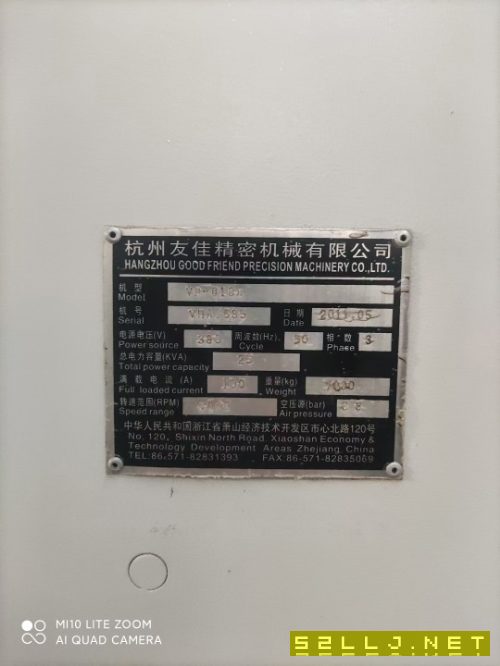 杭州友佳精密机械有限公司
HANGZHOU GOOD FRIEND PRECISION MACHINERY CO.,LTD.
机型
Model
机号 日期 2011.05
Serial Date
电源电压(V) 380 周波数(Hz) 50 相数 3
Power source Cycle Phase
总电力容量(KVA) 25
Total power capacity
满载电流(A) 重量(kg)
Full loaded current Weight
转速范围(RPM) 空压源(bar)
Speed range Air pressure
中华人民共和国浙江省萧山经济技术开发区市心北路120号
No. 120, Shixin North Road, Xiaoshan Economy &
Technology Development Areas Zhejiang, China
TEL:86-571-82831393 FAX:86-571-82835069
MI10 LITE ZOOM
AI QUAD CAMERA
52LLJ.NET